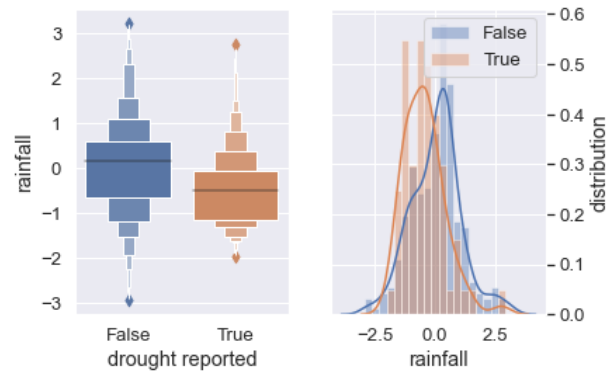 3
2
1
0
−1
−2
−3
rainfall
False
True
drought reported
False
True
0.6
0.5
0.4
0.3
0.2
0.1
0.0
distribution
−2.5
0.0
2.5
rainfall